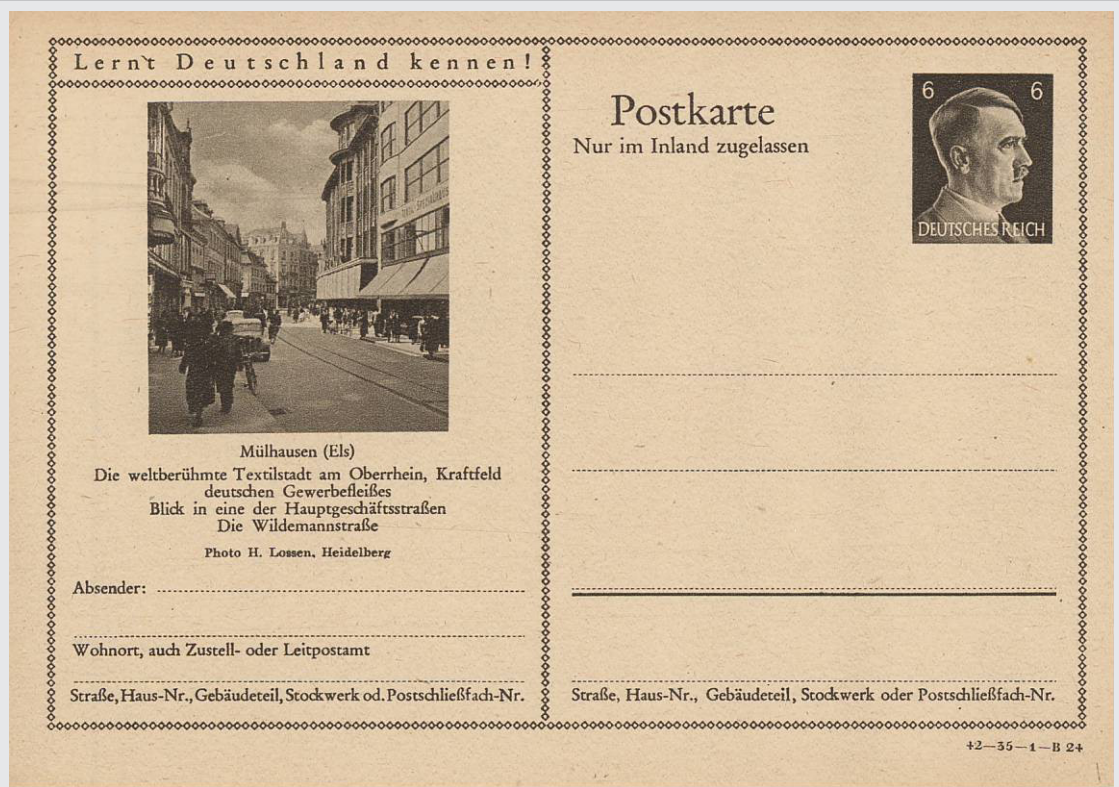 Lernt Deutschland kennen!
Mülhausen (Els)
Die weltberühmte Textilstadt am Oberrhein, Kraftfeld
deutschen Gewerbefleißes
Blick in eine der Hauptgeschäftsstraßen
Die Wildemannstraße
Photo H. Lossen, Heidelberg
Absender:
Wohnort, auch Zustell- oder Leitpostamt
Straße, Haus-Nr., Gebäudeteil, Stockwerk od. Postschließfach-Nr.
Postkarte
Nur im Inland zugelassen
6 6
DEUTSCHES REICH
Straße, Haus-Nr., Gebäudeteil, Stockwerk oder Postschließfach-Nr.
42—35—1—B 24